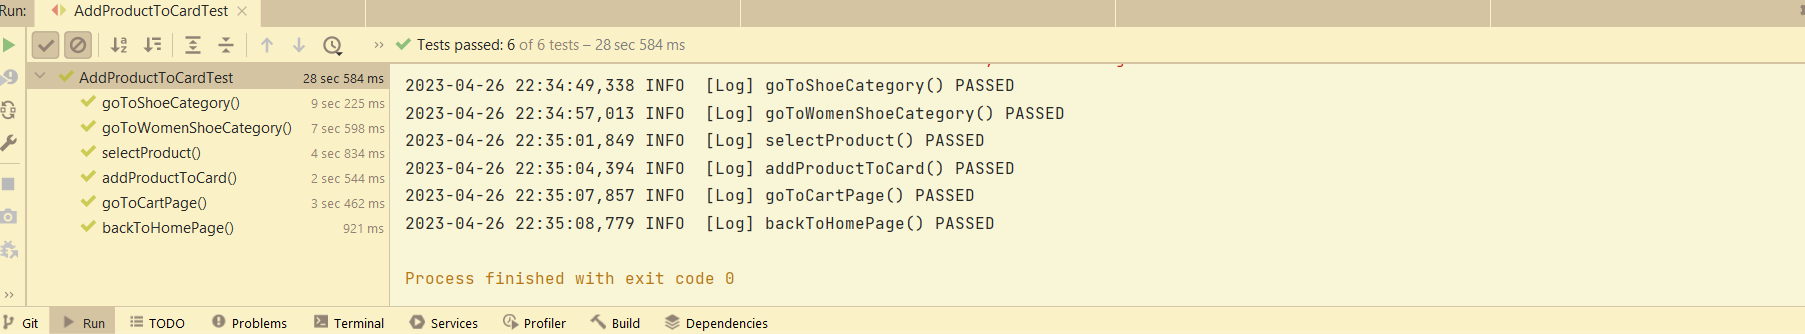 Run: AddProductToCardTest
Tests passed: 6 of 6 tests – 28 sec 584 ms
AddProductToCardTest 28 sec 584 ms
goToShoeCategory() 9 sec 225 ms
goToWomenShoeCategory() 7 sec 598 ms
selectProduct() 4 sec 834 ms
addProductToCard() 2 sec 544 ms
goToCartPage() 3 sec 462 ms
backToHomePage() 921 ms
2023-04-26 22:34:49,338 INFO  [Log] goToShoeCategory() PASSED
2023-04-26 22:34:57,013 INFO  [Log] goToWomenShoeCategory() PASSED
2023-04-26 22:35:01,849 INFO  [Log] selectProduct() PASSED
2023-04-26 22:35:04,394 INFO  [Log] addProductToCard() PASSED
2023-04-26 22:35:07,857 INFO  [Log] goToCartPage() PASSED
2023-04-26 22:35:08,779 INFO  [Log] backToHomePage() PASSED
Process finished with exit code 0
Git Run TODO Problems Terminal Services Profiler Build Dependencies